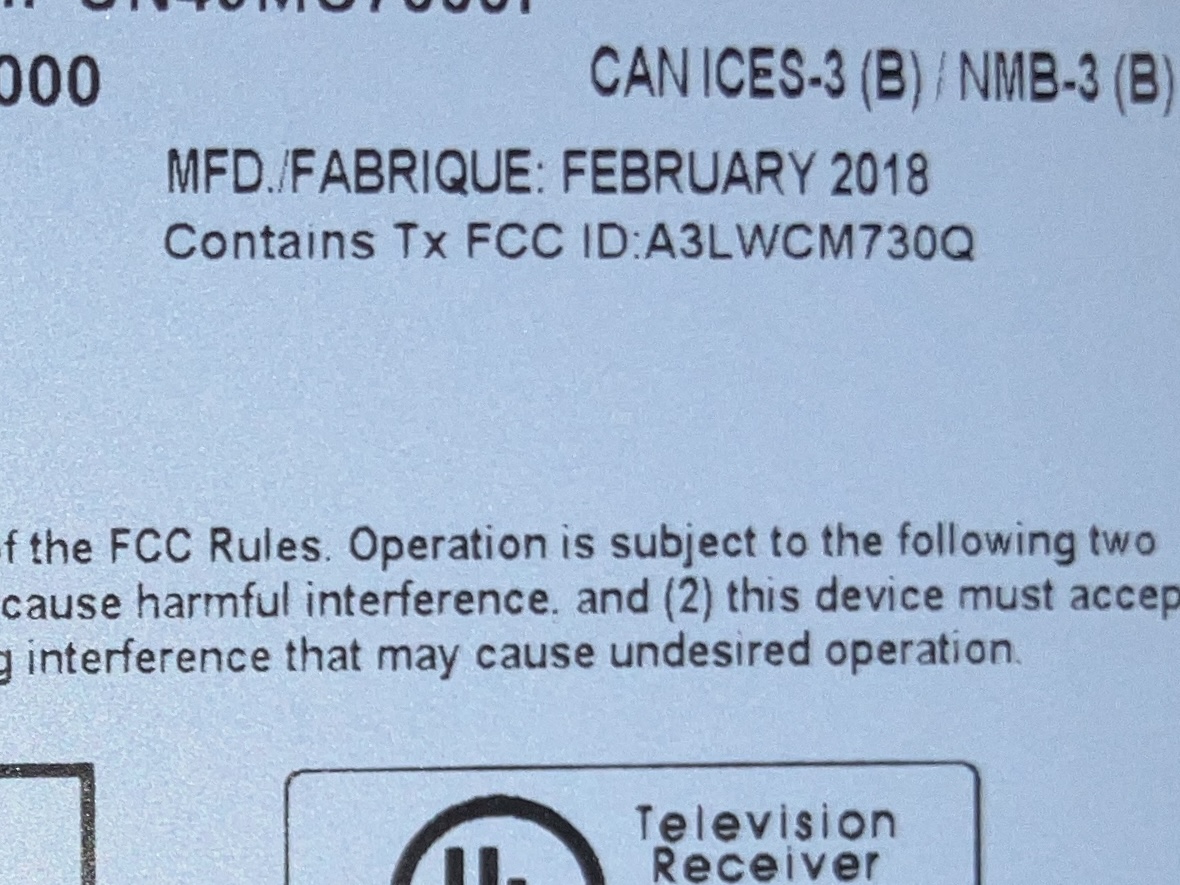 000
CAN ICES-3 (B) / NMB-3 (B)
MFD./FABRIQUE: FEBRUARY 2018
Contains Tx FCC ID:A3LWCM730Q
of the FCC Rules. Operation is subject to the following two
cause harmful interference, and (2) this device must accep
g interference that may cause undesired operation.
Television
Receiver